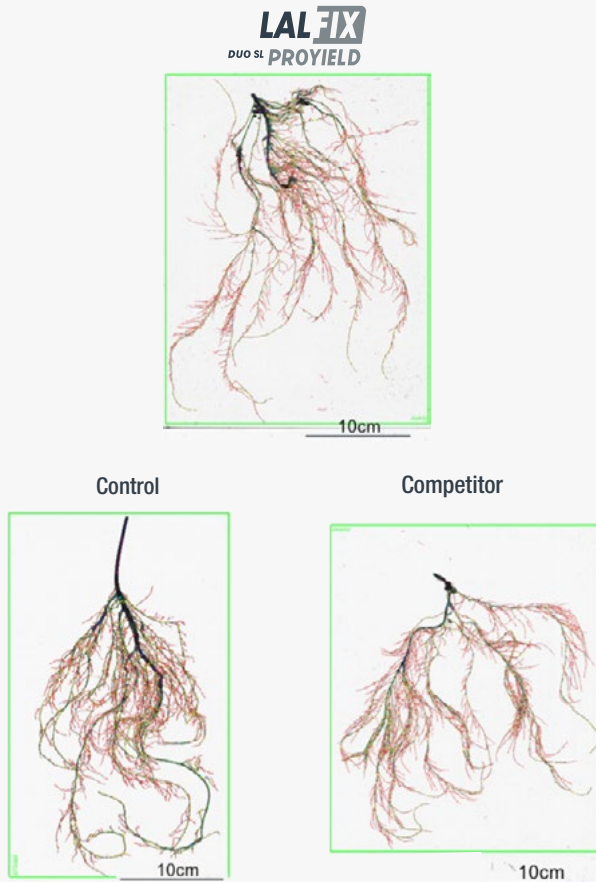 LALFIX
DUO SL PROYIELD
10cm
Control
Competitor
10cm
10cm